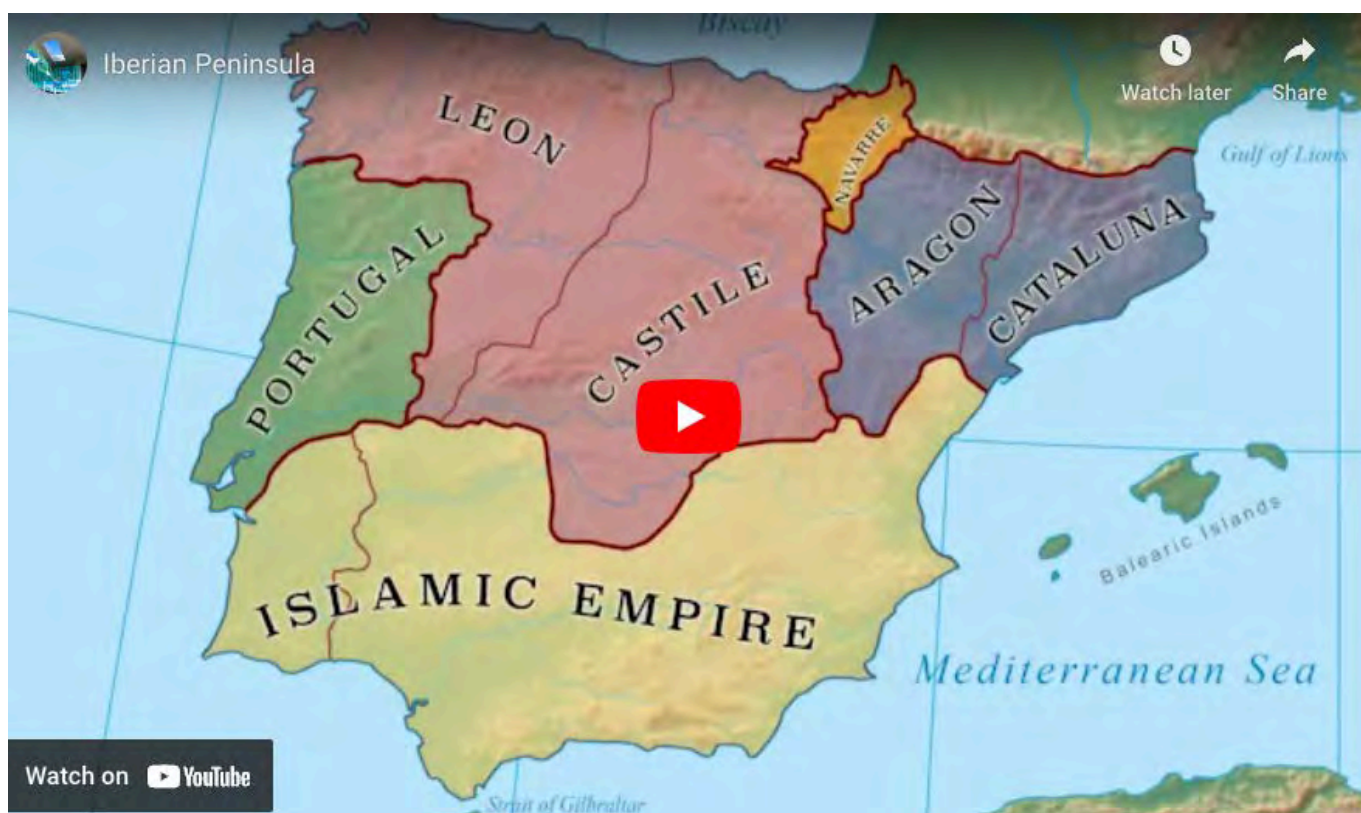 Biscay
Iberian Peninsula
Watch later
Share
LEON
NAVARRE
Gulf of Lions
PORTUGAL
CASTILE
ARAGON
CATALUNA
Balearic Islands
ISLAMIC EMPIRE
Mediterranean Sea
Watch on YouTube
Strait of Gilbraltar